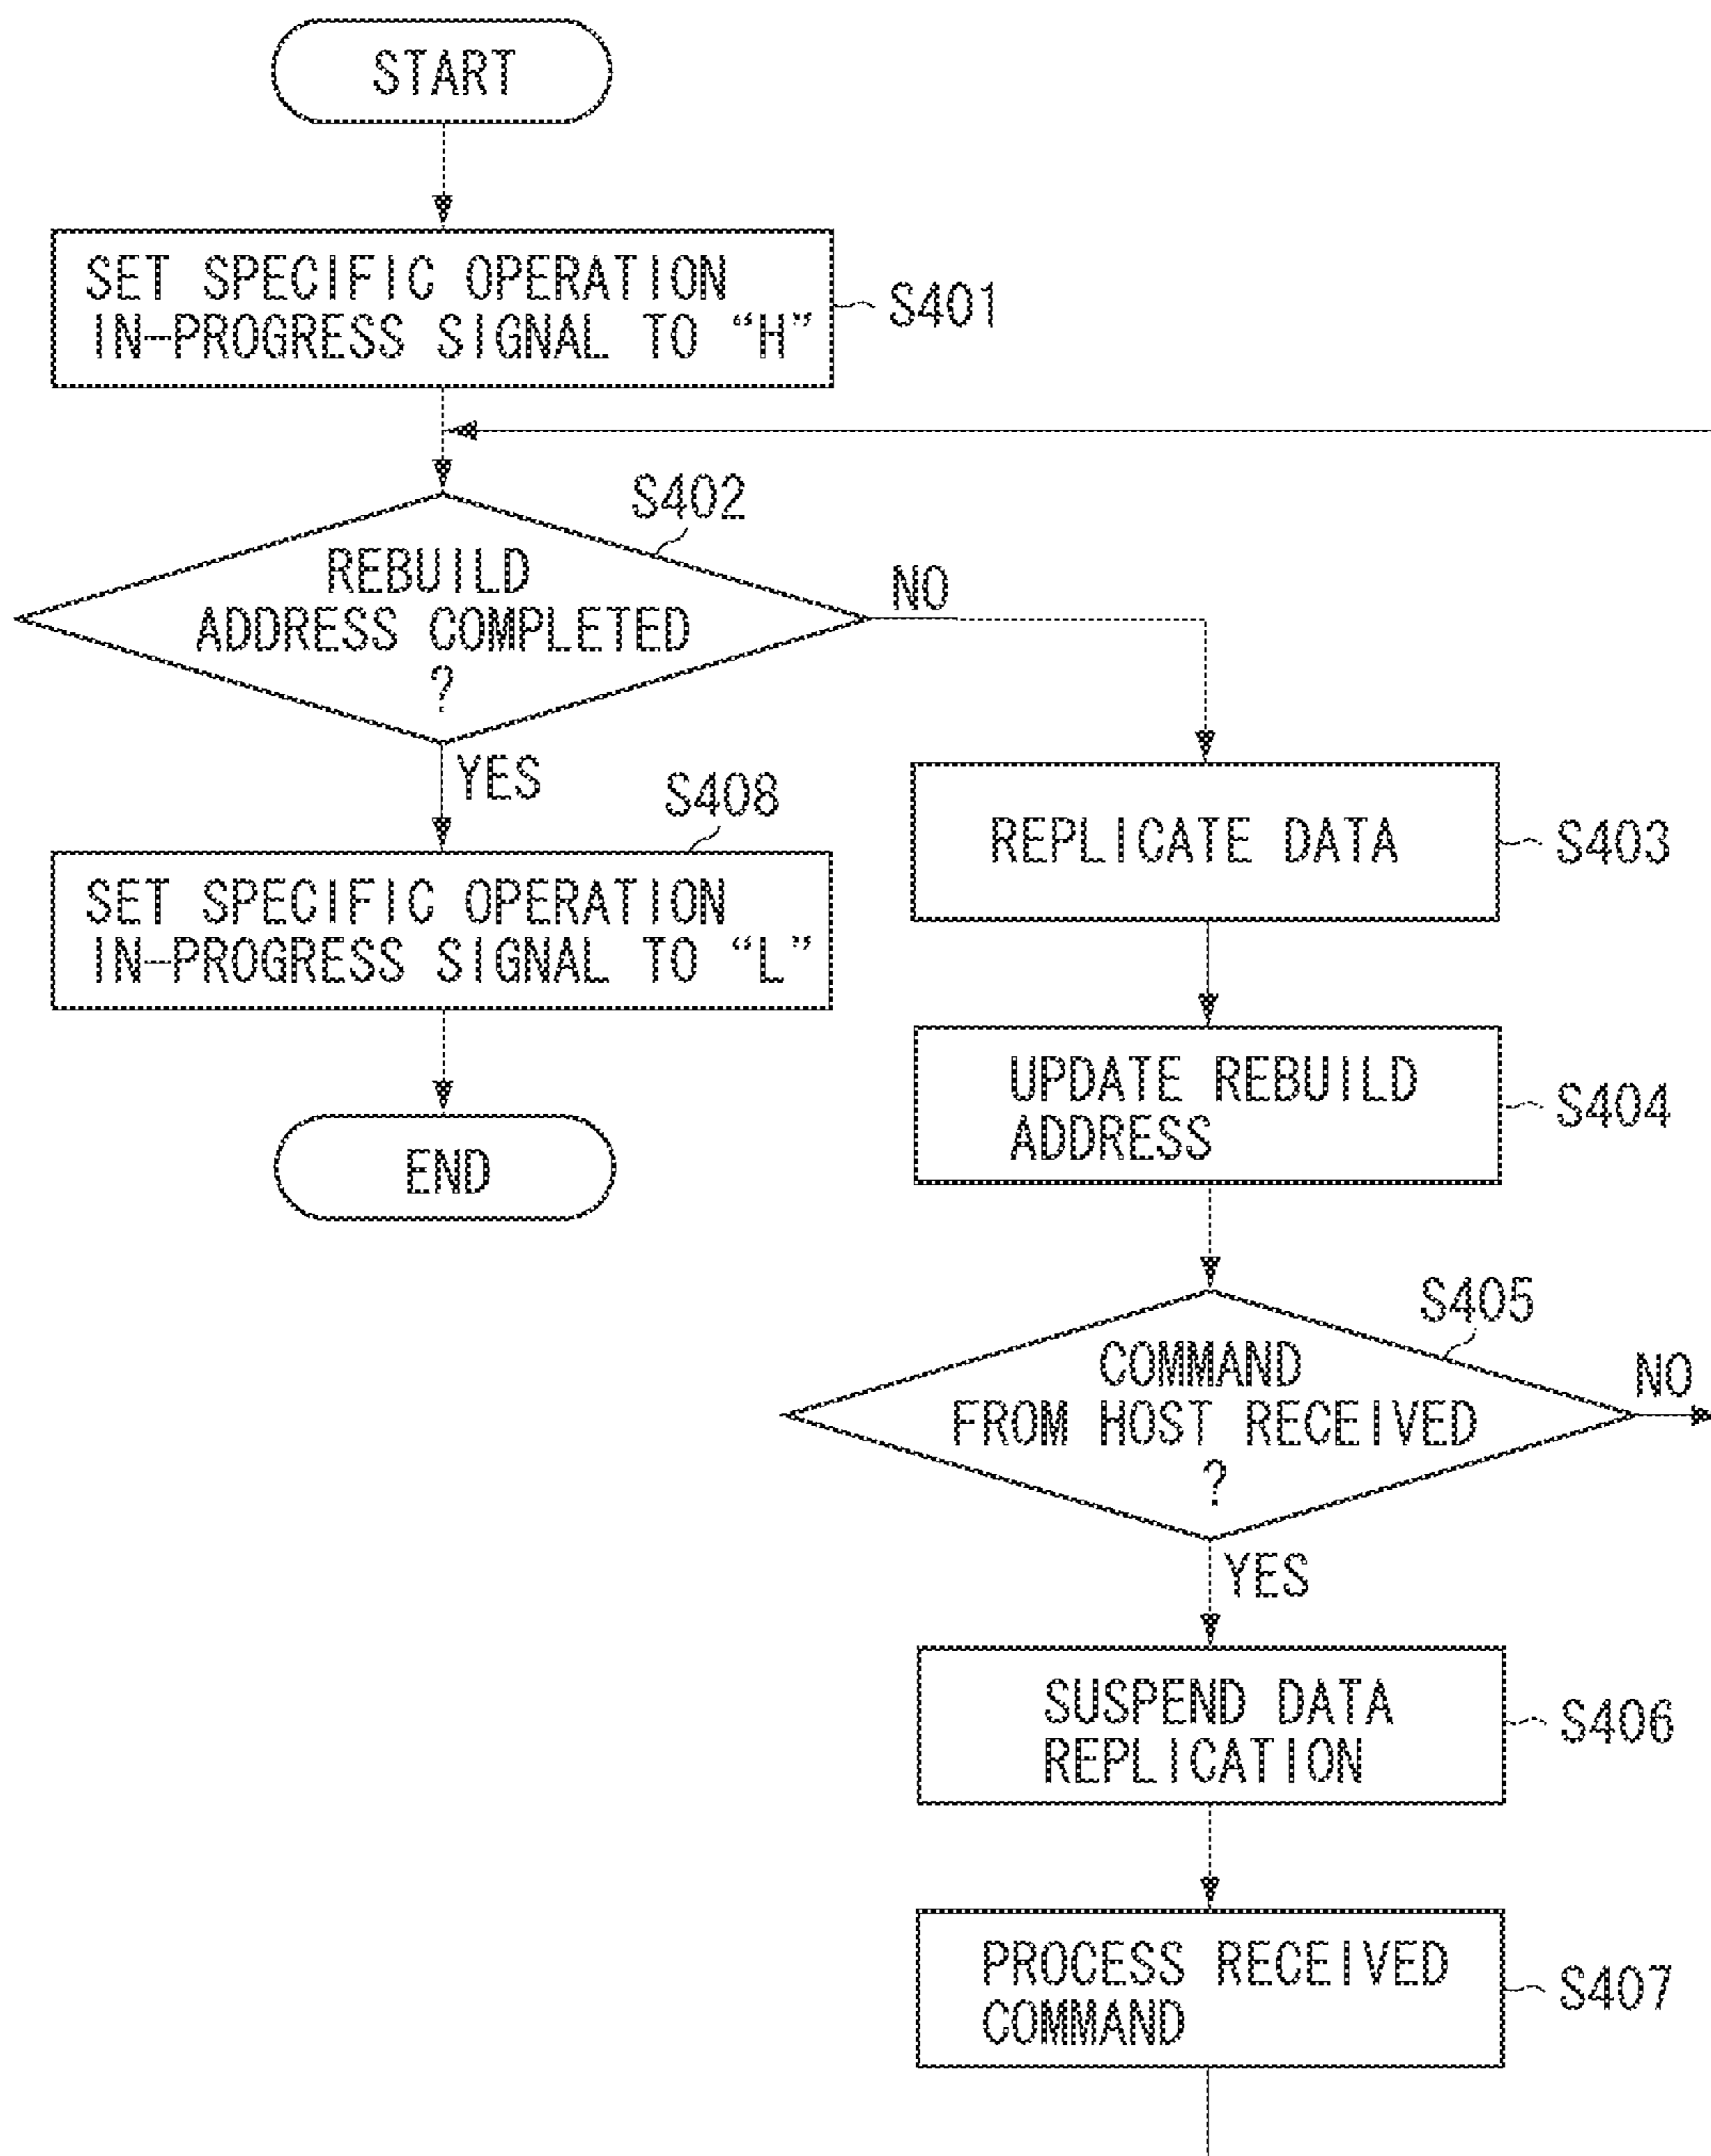 START
SET SPECIFIC OPERATION
IN-PROGRESS SIGNAL TO “H”
S401
S402
REBUILD
ADDRESS COMPLETED
?
NO
YES
S408
SET SPECIFIC OPERATION
IN-PROGRESS SIGNAL TO “L”
END
REPLICATE DATA
S403
UPDATE REBUILD
ADDRESS
S404
S405
COMMAND
FROM HOST RECEIVED
?
NO
YES
SUSPEND DATA
REPLICATION
S406
PROCESS RECEIVED
COMMAND
S407